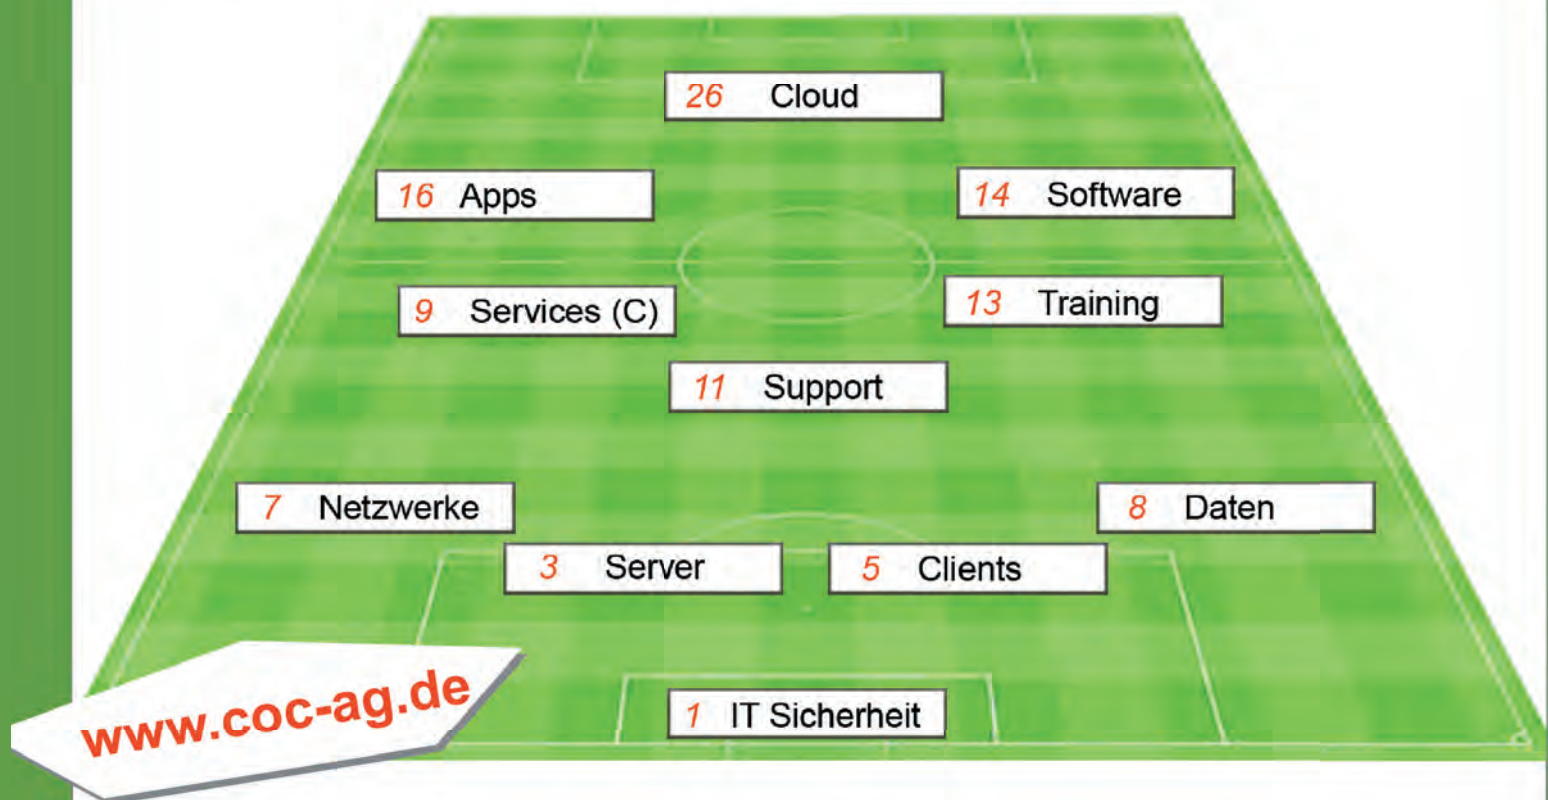 26 Cloud
16 Apps
14 Software
9 Services (C)
13 Training
11 Support
7 Netzwerke
8 Daten
3 Server
5 Clients
1 IT Sicherheit
www.coc-ag.de